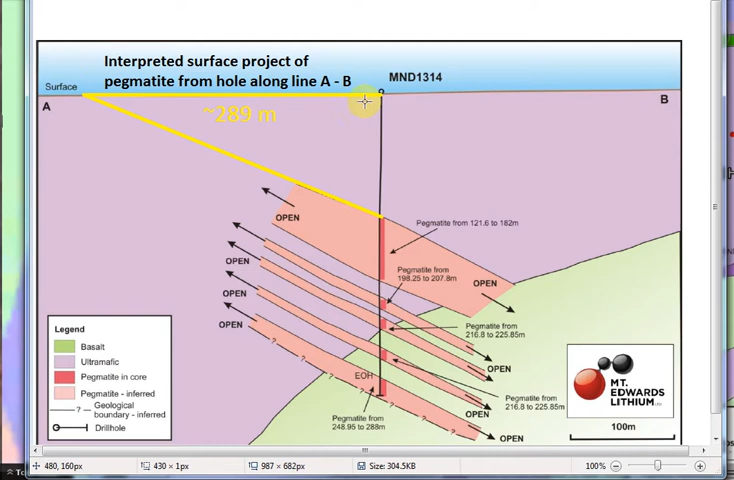 Interpreted surface project of
pegmatite from hole along line A - B
MND1314
Surface
A
B
~289 m
OPEN
Pegmatite from 121.6 to 182m
OPEN
OPEN
Pegmatite from
198.25 to 207.8m
OPEN
OPEN
Pegmatite from
216.8 to 225.85m
OPEN
EOH
Pegmatite from
216.8 to 225.85m
OPEN
Pegmatite from
248.95 to 288m
OPEN
Legend
Basalt
Ultramafic
Pegmatite in core
Pegmatite - inferred
Geological
boundary - inferred
Drillhole
MT.
EDWARDS
LITHIUM
100m
480, 160px
430 × 1px
987 × 682px
Size: 304.5KB
100%